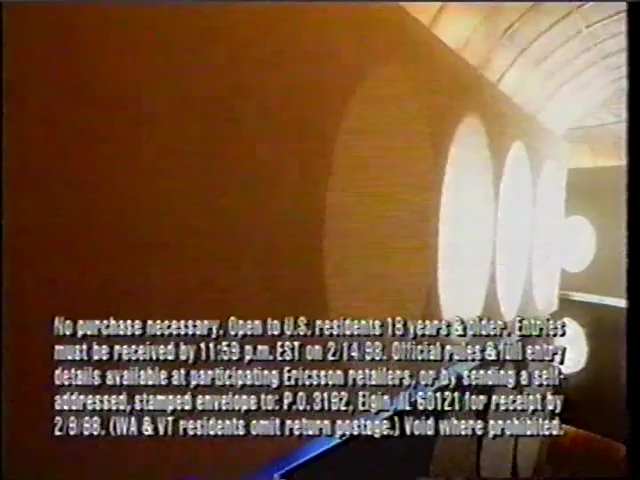 No purchase necessary. Open to U.S. residents 18 years & older. Entries
must be received by 11:59 p.m. EST on 2/14/98. Official rules & full entry
details available at participating Ericsson retailers, or by sending a self-
addressed, stamped envelope to: P.O. 3192, Elgin, IL 60121 for receipt by
2/9/98. (WA & VT residents omit return postage.) Void where prohibited.